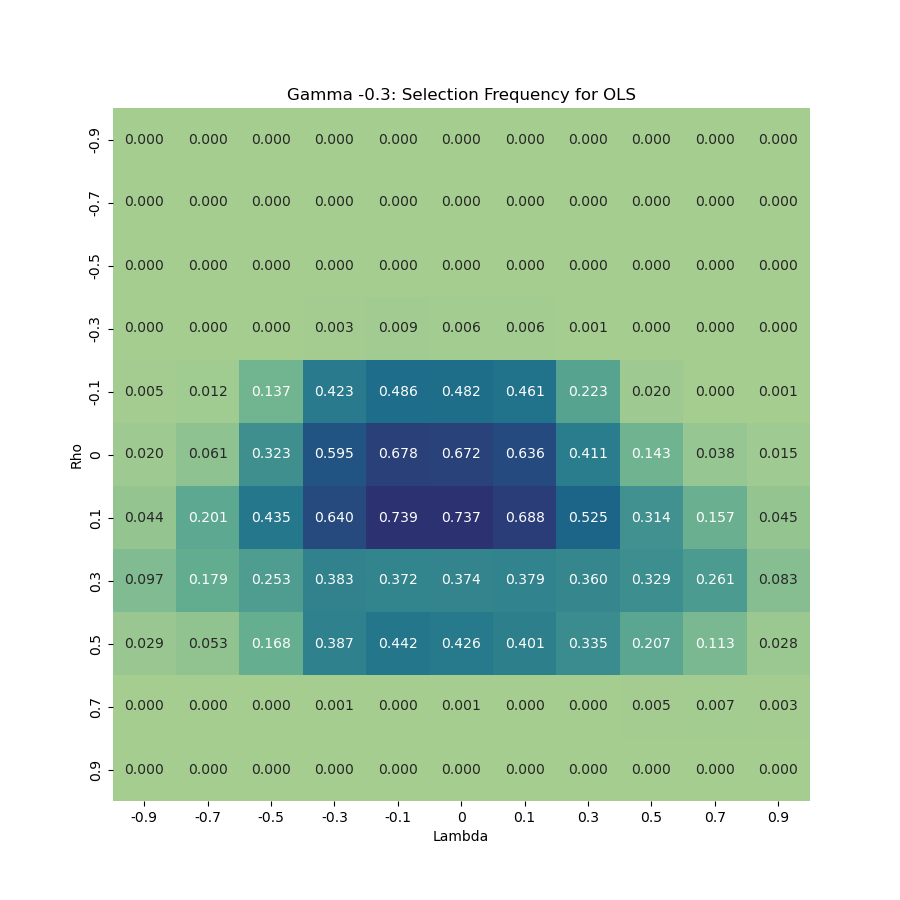 Gamma -0.3: Selection Frequency for OLS
-0.9 0.000 0.000 0.000 0.000 0.000 0.000 0.000 0.000 0.000 0.000 0.000
-0.7 0.000 0.000 0.000 0.000 0.000 0.000 0.000 0.000 0.000 0.000 0.000
-0.5 0.000 0.000 0.000 0.000 0.000 0.000 0.000 0.000 0.000 0.000 0.000
-0.3 0.000 0.000 0.000 0.003 0.009 0.006 0.006 0.001 0.000 0.000 0.000
-0.1 0.005 0.012 0.137 0.423 0.486 0.482 0.461 0.223 0.020 0.000 0.001
Rho
0 0.020 0.061 0.323 0.595 0.678 0.672 0.636 0.411 0.143 0.038 0.015
0.1 0.044 0.201 0.435 0.640 0.739 0.737 0.688 0.525 0.314 0.157 0.045
0.3 0.097 0.179 0.253 0.383 0.372 0.374 0.379 0.360 0.329 0.261 0.083
0.5 0.029 0.053 0.168 0.387 0.442 0.426 0.401 0.335 0.207 0.113 0.028
0.7 0.000 0.000 0.000 0.001 0.000 0.001 0.000 0.000 0.005 0.007 0.003
0.9 0.000 0.000 0.000 0.000 0.000 0.000 0.000 0.000 0.000 0.000 0.000
-0.9 -0.7 -0.5 -0.3 -0.1 0 0.1 0.3 0.5 0.7 0.9
Lambda